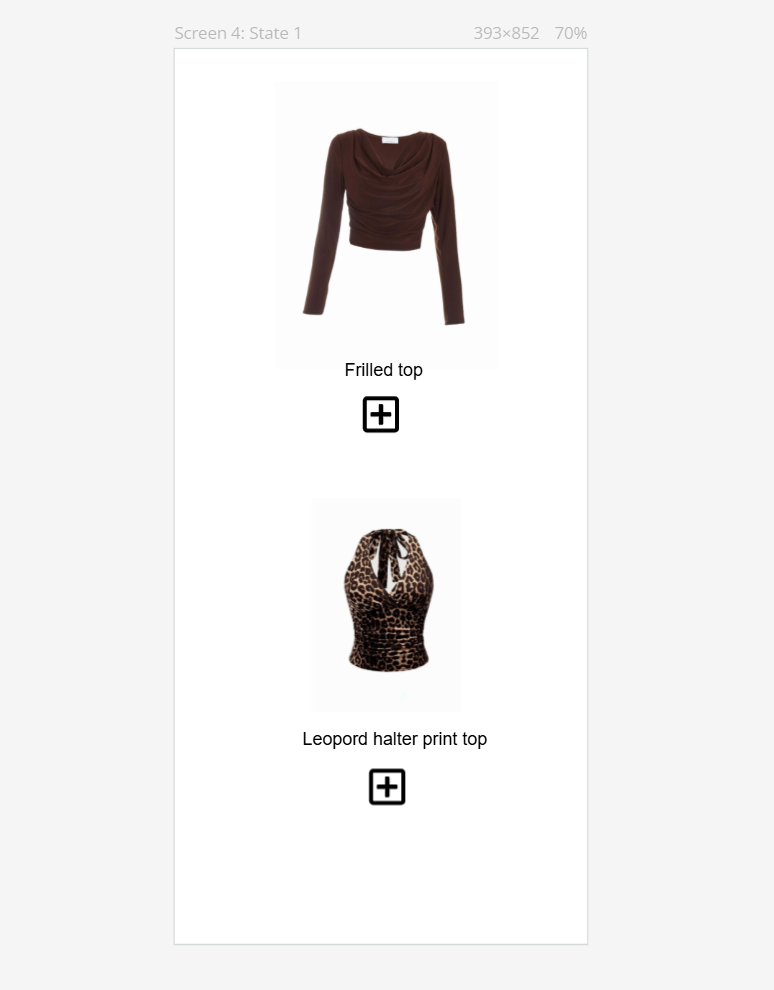 Screen 4: State 1 393×852 70%
Frilled top
Leopord halter print top